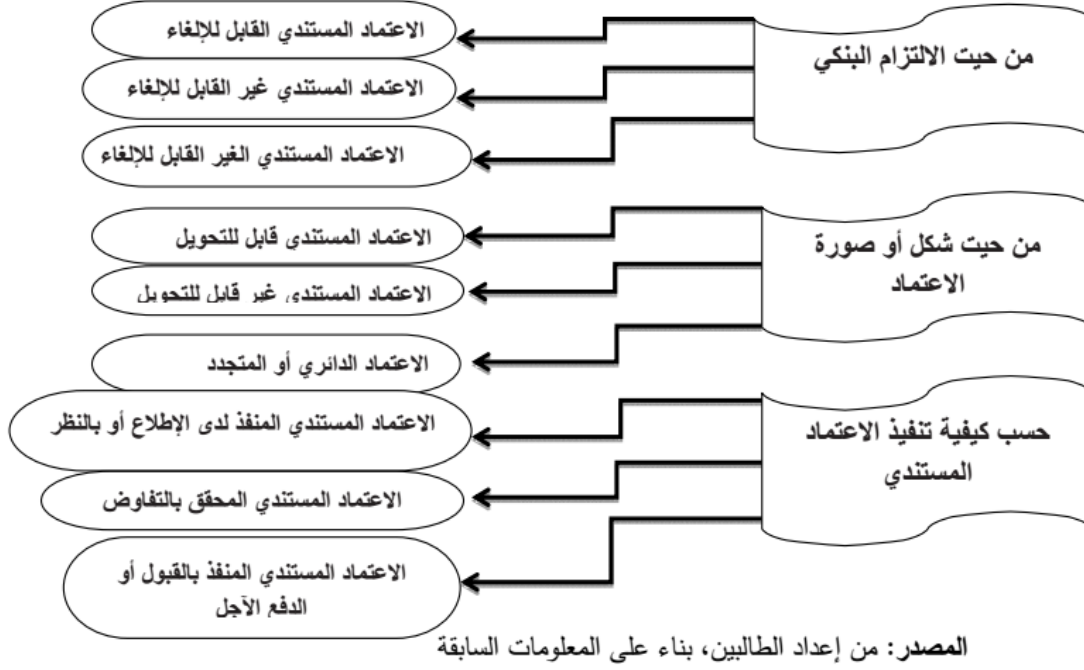 من حيت الالتزام البنكي
الاعتماد المستندي القابل للإلغاء
الاعتماد المستندي غير القابل للإلغاء
الاعتماد المستندي الغير القابل للإلغاء
من حيت شكل أو صورة
الاعتماد
الاعتماد المستندي قابل للتحويل
الاعتماد المستندي غير قابل للتحويل
الاعتماد الدائري أو المتجدد
حسب كيفية تنفيذ الاعتماد
المستندي
الاعتماد المستندي المنفذ لدى الإطلاع أو بالنظر
الاعتماد المستندي المحقق بالتفاوض
الاعتماد المستندي المنفذ بالقبول أو
الدفع الآجل
المصدر: من إعداد الطالبين، بناء على المعلومات السابقة